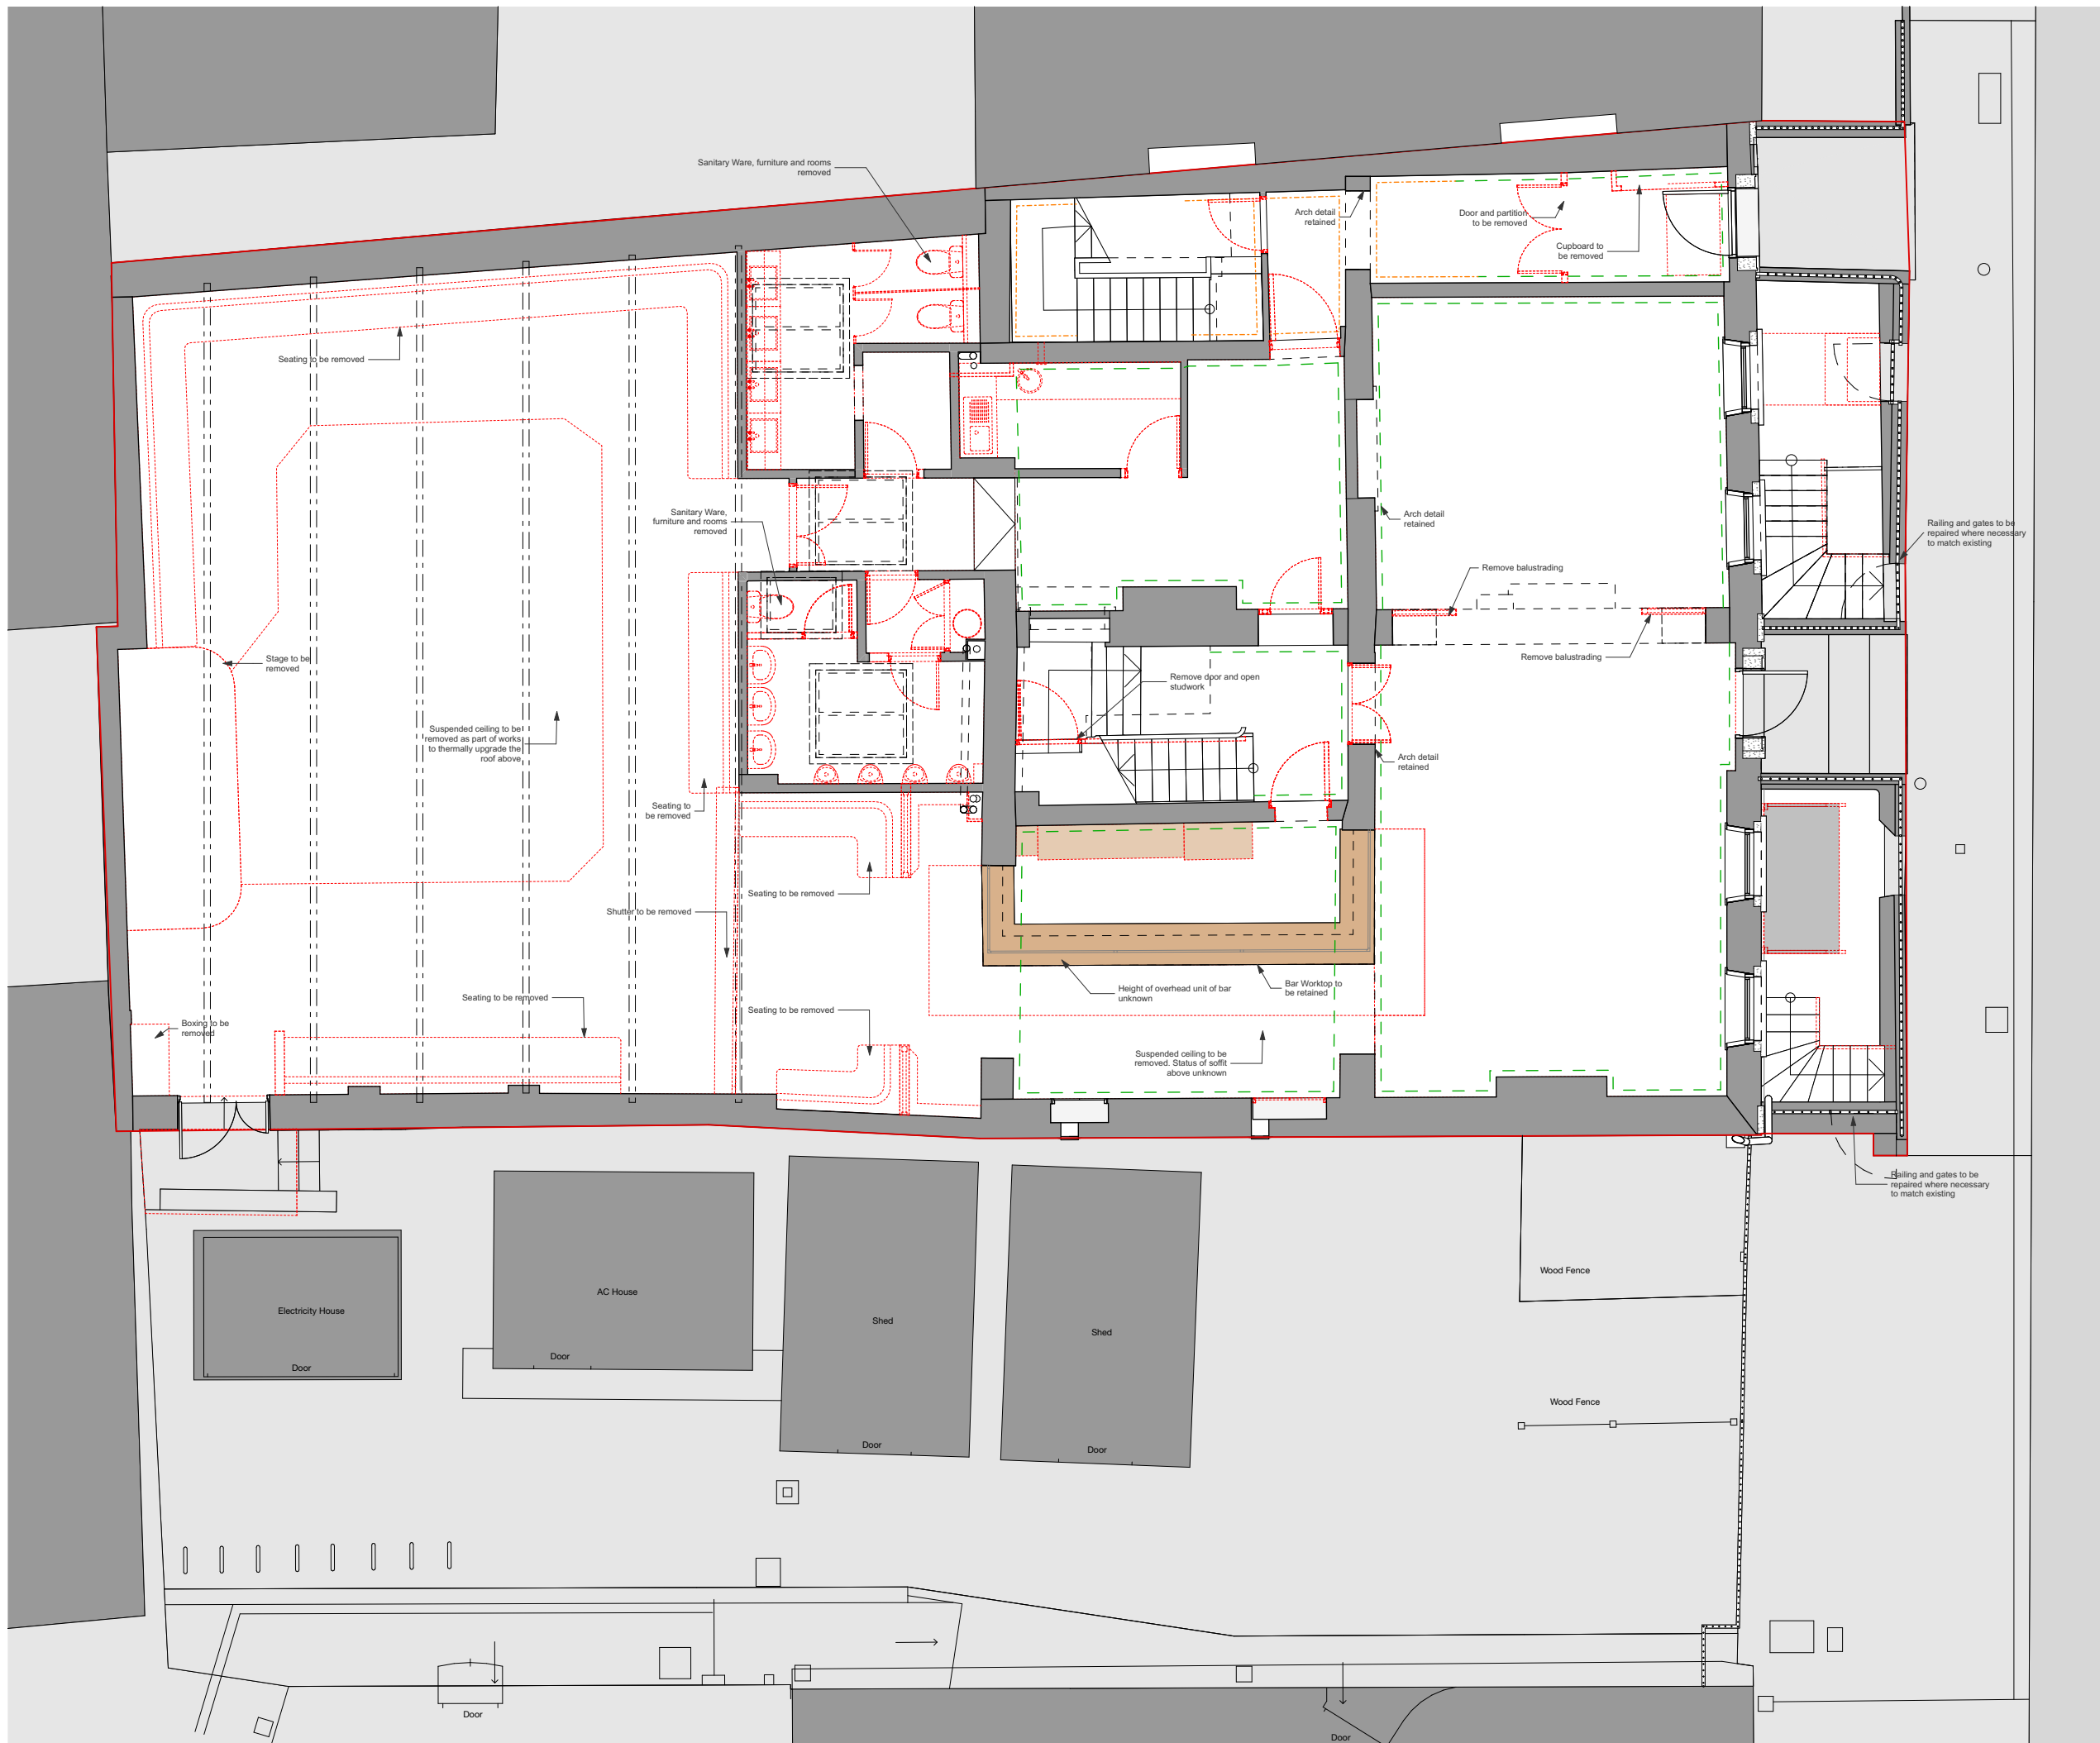 Sanitary Ware, furniture and rooms
removed
Arch detail
retained
Door and partition
to be removed
Cupboard to
be removed
Seating to be removed
Sanitary Ware,
furniture and rooms
removed
Arch detail
retained
Railing and gates to be
repaired where necessary
to match existing
Remove balustrading
Remove balustrading
Stage to be
removed
Remove door and open
studwork
Suspended ceiling to be
removed as part of works
to thermally upgrade the
roof above
Arch detail
retained
Seating to
be removed
Seating to be removed
Shutter to be removed
Seating to be removed
Height of overhead unit of bar
unknown
Bar Worktop to
be retained
Seating to be removed
Boxing to be
removed
Suspended ceiling to be
removed. Status of soffit
above unknown
Railing and gates to be
repaired where necessary
to match existing
Wood Fence
Electricity House
AC House
Shed
Shed
Door
Door
Wood Fence
Door
Door
Door
Door